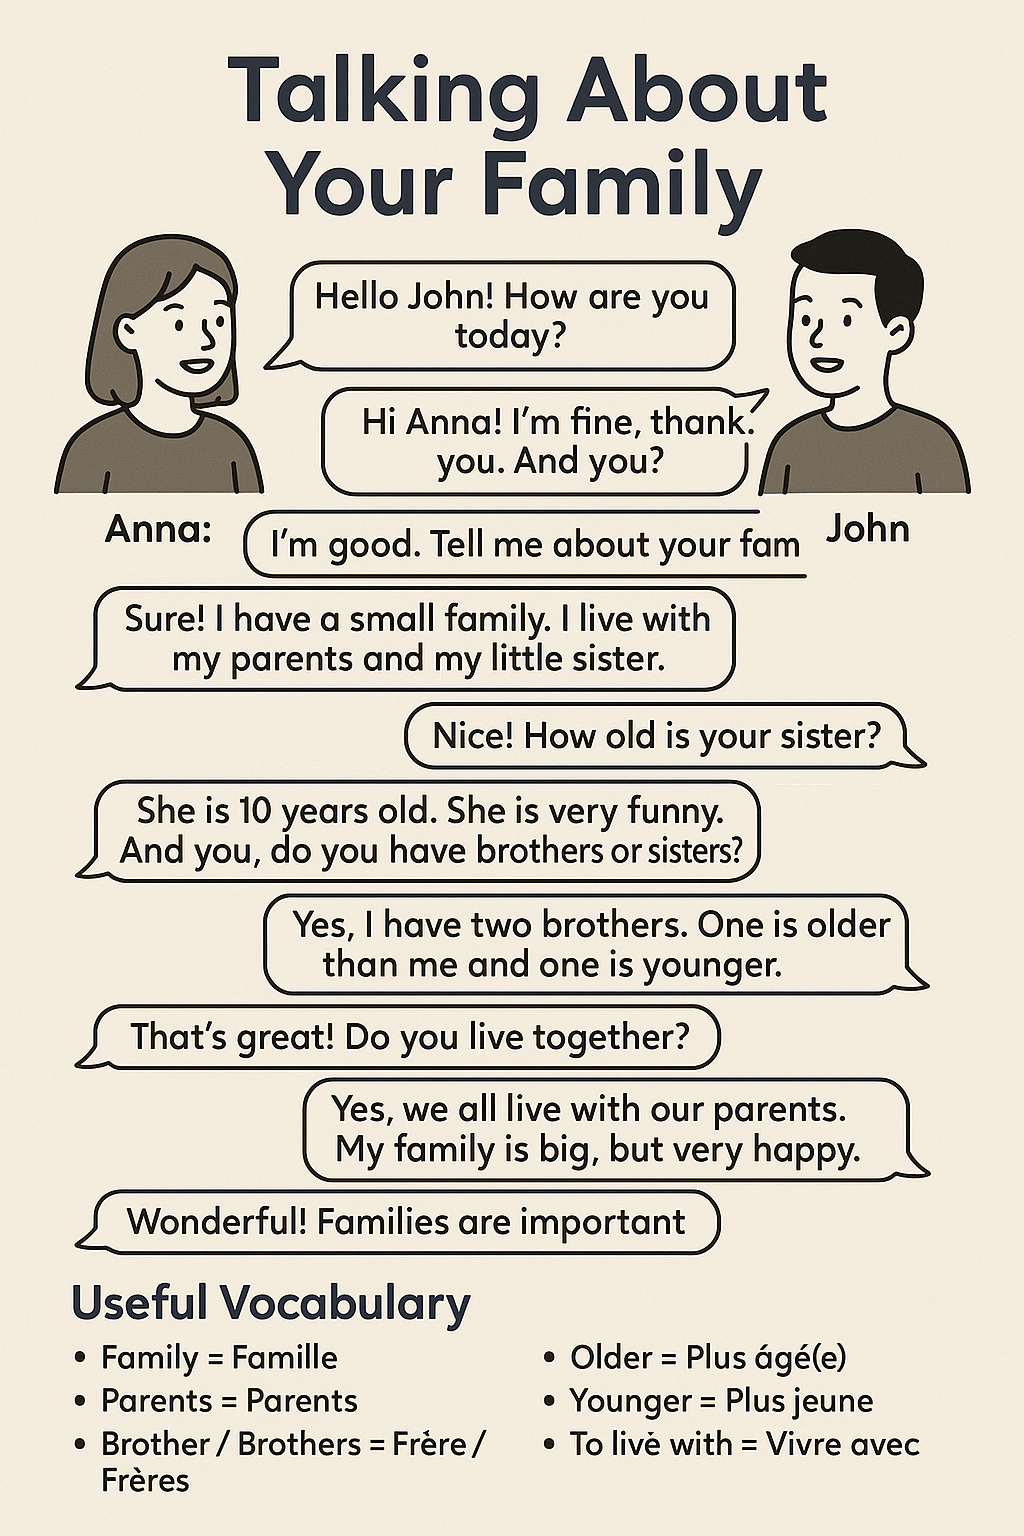 Talking About
Your Family
Hello John! How are you
today?
Hi Anna! I'm fine, thank.
you. And you?
Anna:
I'm good. Tell me about your fam
John
Sure! I have a small family. I live with
my parents and my little sister.
Nice! How old is your sister?
She is 10 years old. She is very funny.
And you, do you have brothers or sisters?
Yes, I have two brothers. One is older
than me and one is younger.
That's great! Do you live together?
Yes, we all live with our parents.
My family is big, but very happy.
Wonderful! Families are important
Useful Vocabulary
• Family = Famille
• Parents = Parents
• Brother / Brothers = Frère /
Frères
• Older = Plus ágé(e)
• Younger = Plus jeune
• To livė with = Vivre avec